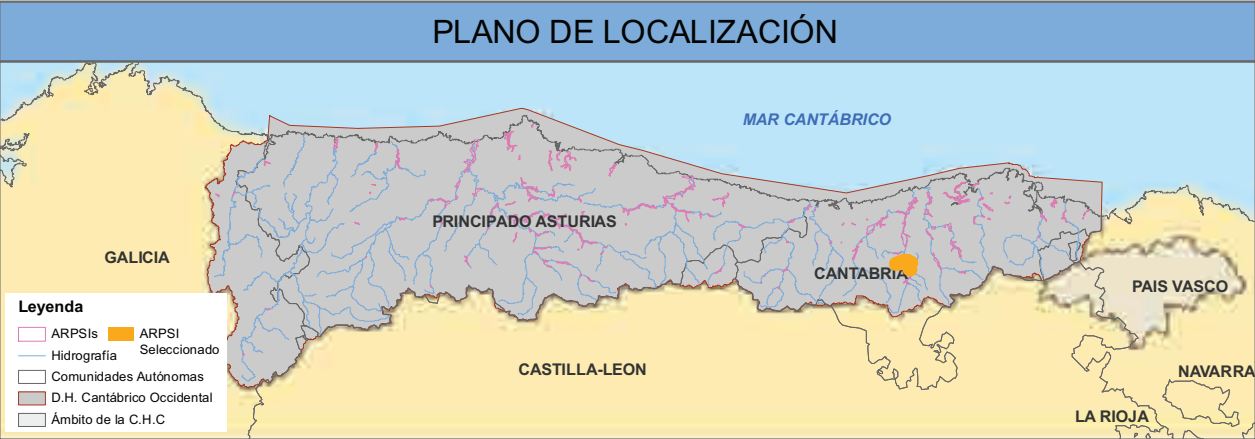 PLANO DE LOCALIZACIÓN
MAR CANTÁBRICO
PRINCIPADO ASTURIAS
GALICIA
CANTABRIA
PAIS VASCO
CASTILLA-LEON
NAVARRA
LA RIOJA
Leyenda
ARPSIs
ARPSI
Seleccionado
Hidrografía
Comunidades Autónomas
D.H. Cantábrico Occidental
Ámbito de la C.H.C